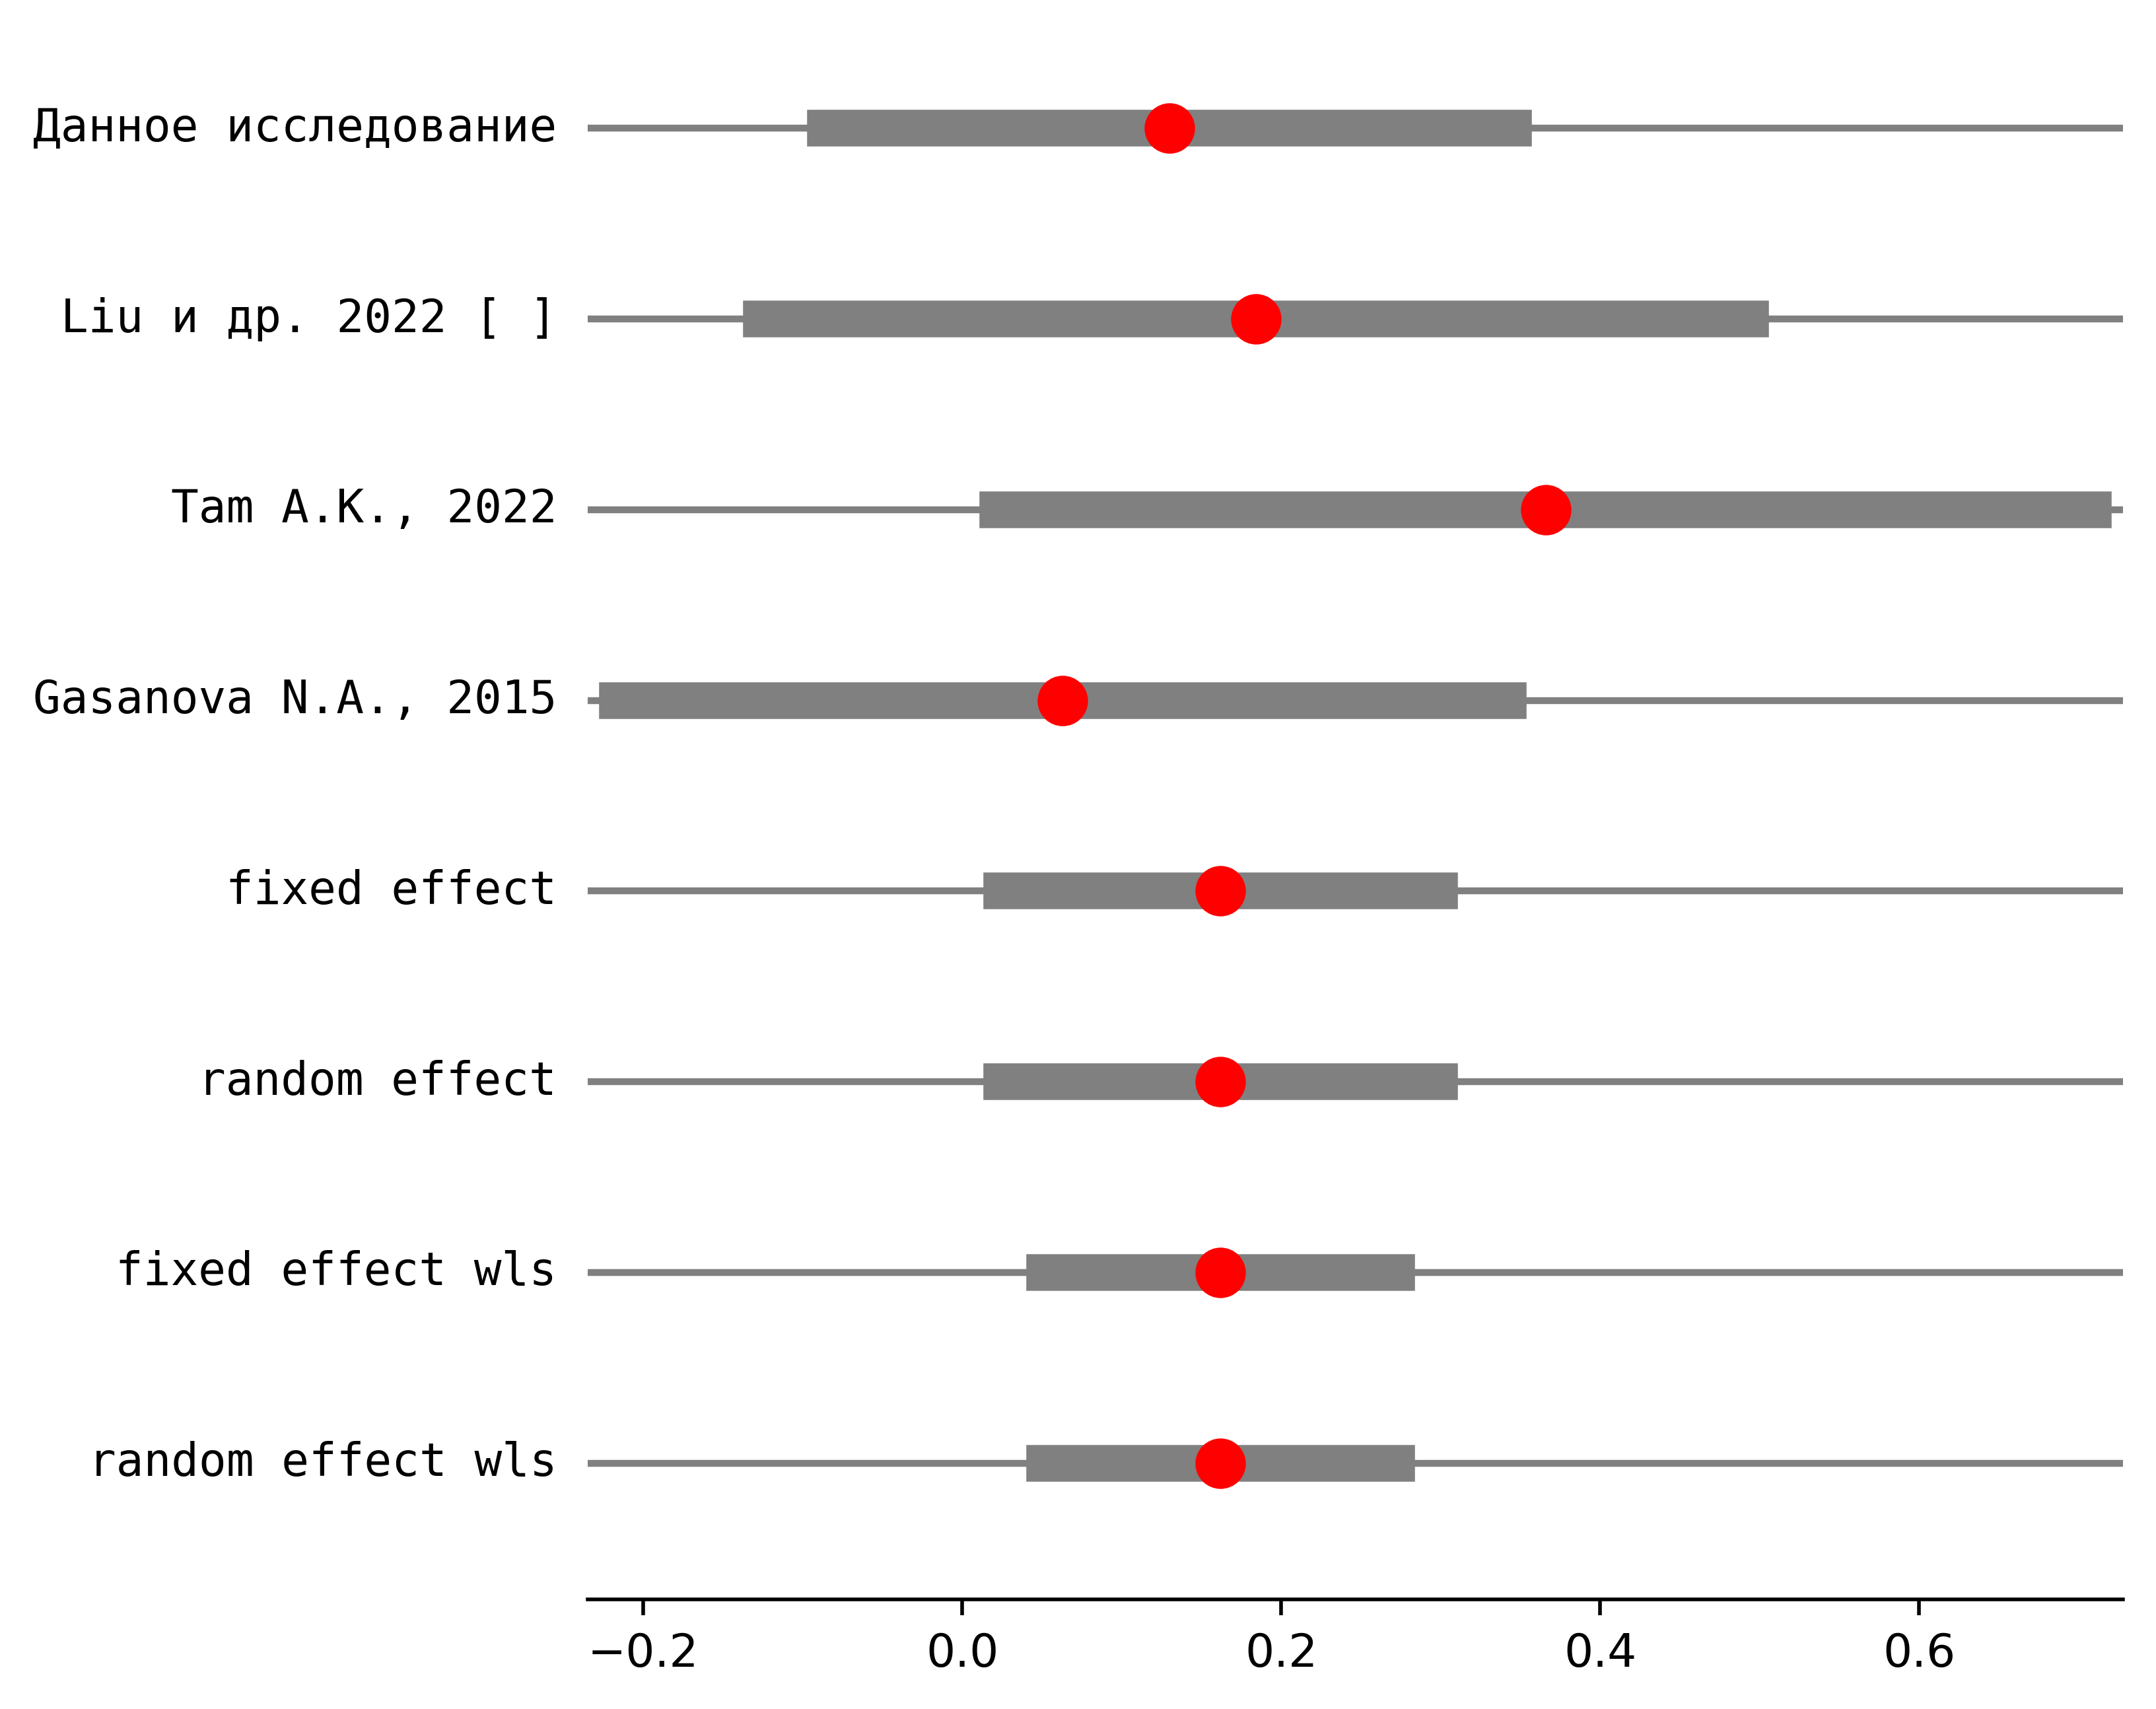 Данное исследование
Liu и др. 2022 [ ]
Tam A.K., 2022
Gasanova N.A., 2015
fixed effect
random effect
fixed effect wls
random effect wls
−0.2 0.0 0.2 0.4 0.6